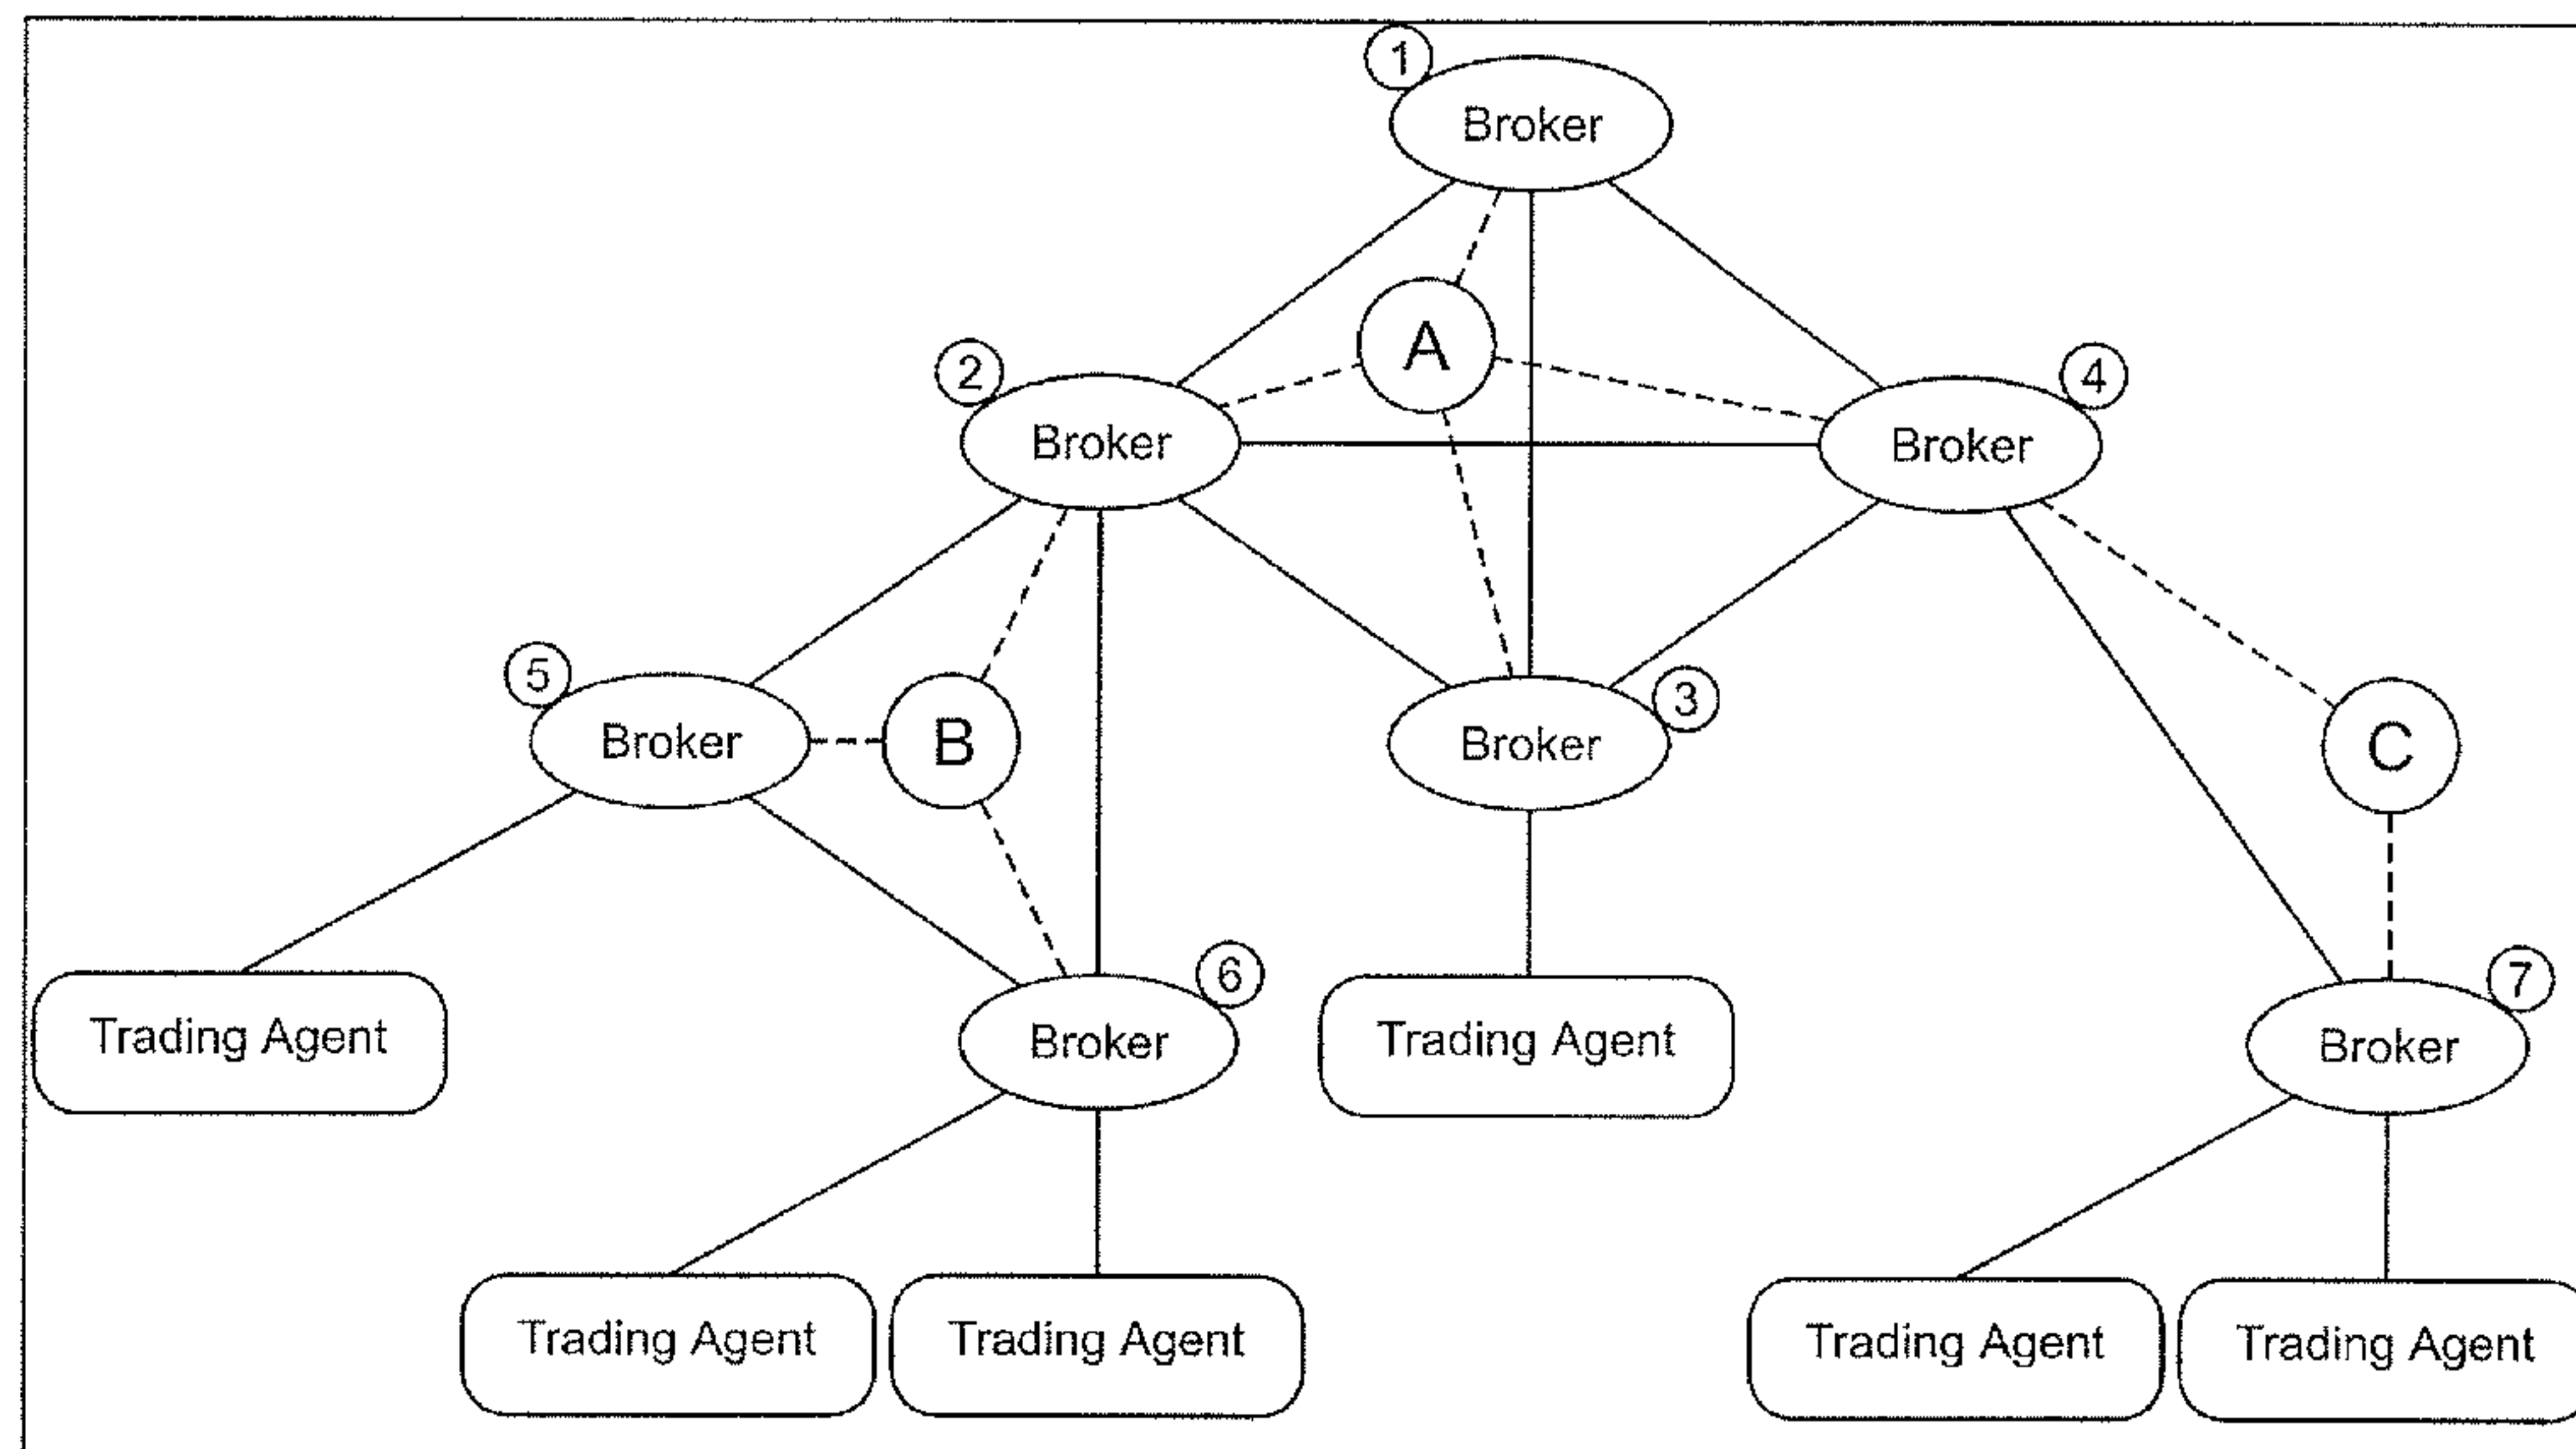 1
Broker
A
2
Broker
4
Broker
5
Broker
B
3
Broker
C
Trading Agent
6
Broker
Trading Agent
7
Broker
Trading Agent
Trading Agent
Trading Agent
Trading Agent